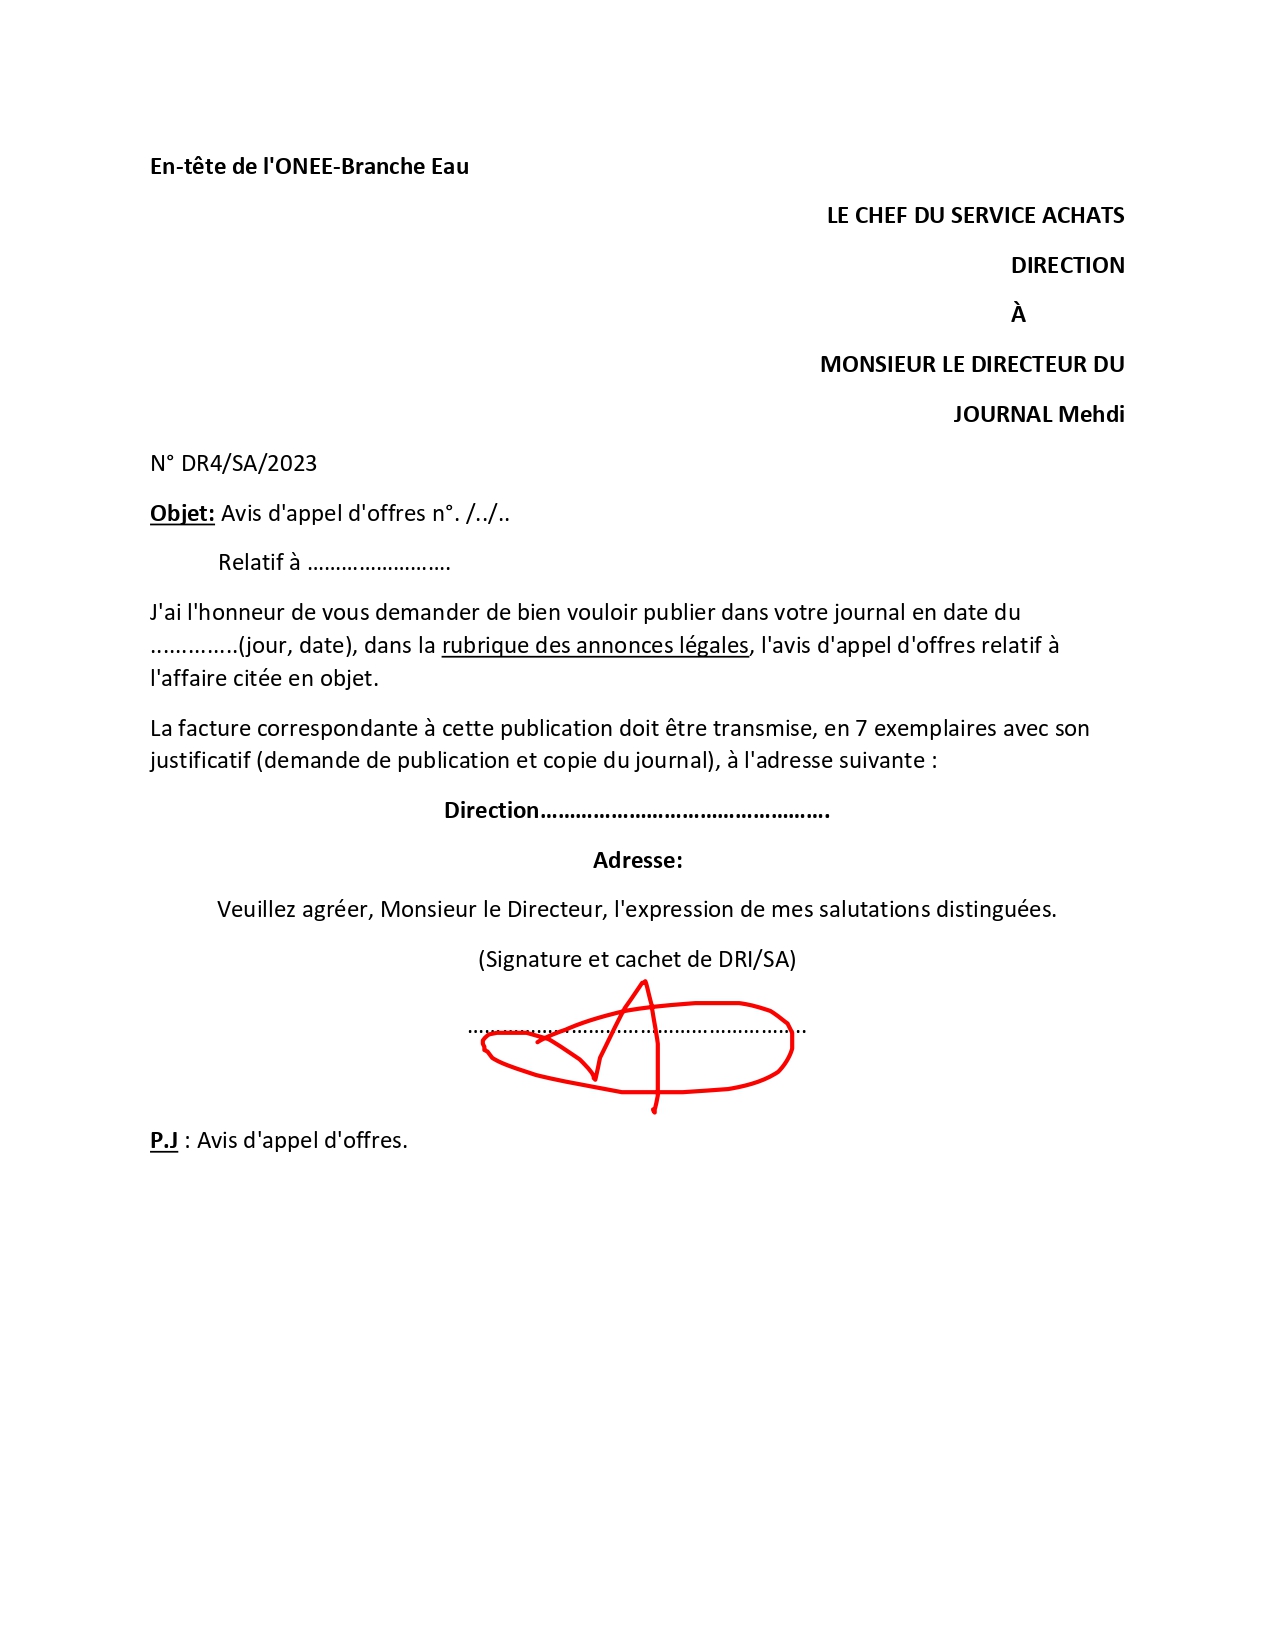 En-tête de l'ONEE-Branche Eau
LE CHEF DU SERVICE ACHATS
DIRECTION
À
MONSIEUR LE DIRECTEUR DU
JOURNAL Mehdi
N° DR4/SA/2023
Objet: Avis d'appel d'offres n°. /../..
Relatif à …………………….
J'ai l'honneur de vous demander de bien vouloir publier dans votre journal en date du
..............(jour, date), dans la rubrique des annonces légales, l'avis d'appel d'offres relatif à
l'affaire citée en objet.
La facture correspondante à cette publication doit être transmise, en 7 exemplaires avec son
justificatif (demande de publication et copie du journal), à l'adresse suivante :
Direction………………………………………….
Adresse:
Veuillez agréer, Monsieur le Directeur, l'expression de mes salutations distinguées.
(Signature et cachet de DRI/SA)
…………………………………………………..
P.J : Avis d'appel d'offres.